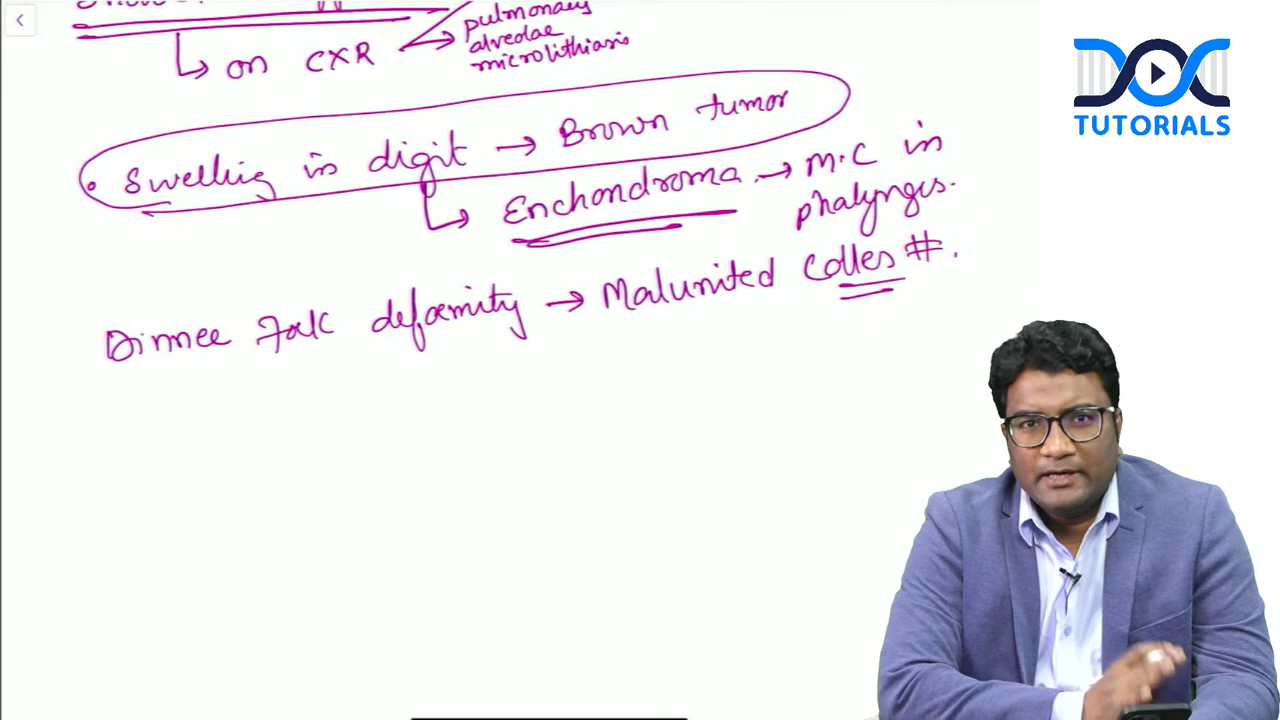 → on CXR → pulmonary
alveolae
microlithiasis
• Swelling in digit → Brown tumor
→ Enchondroma → M.C in
phalynges.
Dinner Fork deformity → Malunited Colles #.
DOC
TUTORIALS